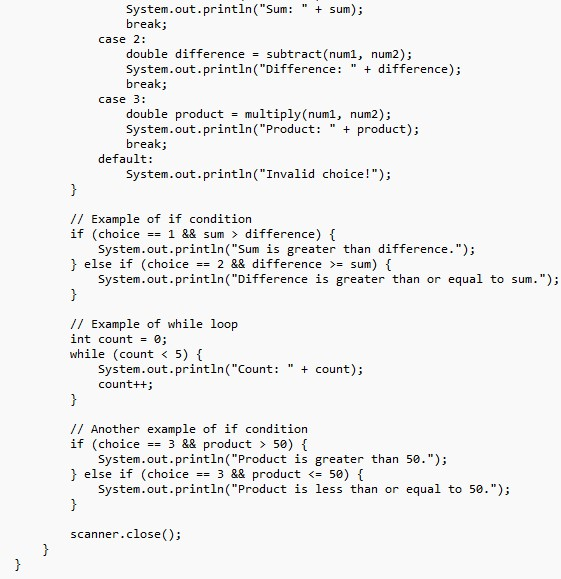 System.out.println("Sum: " + sum);
                break;
            case 2:
                double difference = subtract(num1, num2);
                System.out.println("Difference: " + difference);
                break;
            case 3:
                double product = multiply(num1, num2);
                System.out.println("Product: " + product);
                break;
            default:
                System.out.println("Invalid choice!");
        }

        // Example of if condition
        if (choice == 1 && sum > difference) {
            System.out.println("Sum is greater than difference.");
        } else if (choice == 2 && difference >= sum) {
            System.out.println("Difference is greater than or equal to sum.");
        }

        // Example of while loop
        int count = 0;
        while (count < 5) {
            System.out.println("Count: " + count);
            count++;
        }

        // Another example of if condition
        if (choice == 3 && product > 50) {
            System.out.println("Product is greater than 50.");
        } else if (choice == 3 && product <= 50) {
            System.out.println("Product is less than or equal to 50.");
        }

        scanner.close();
    }
}